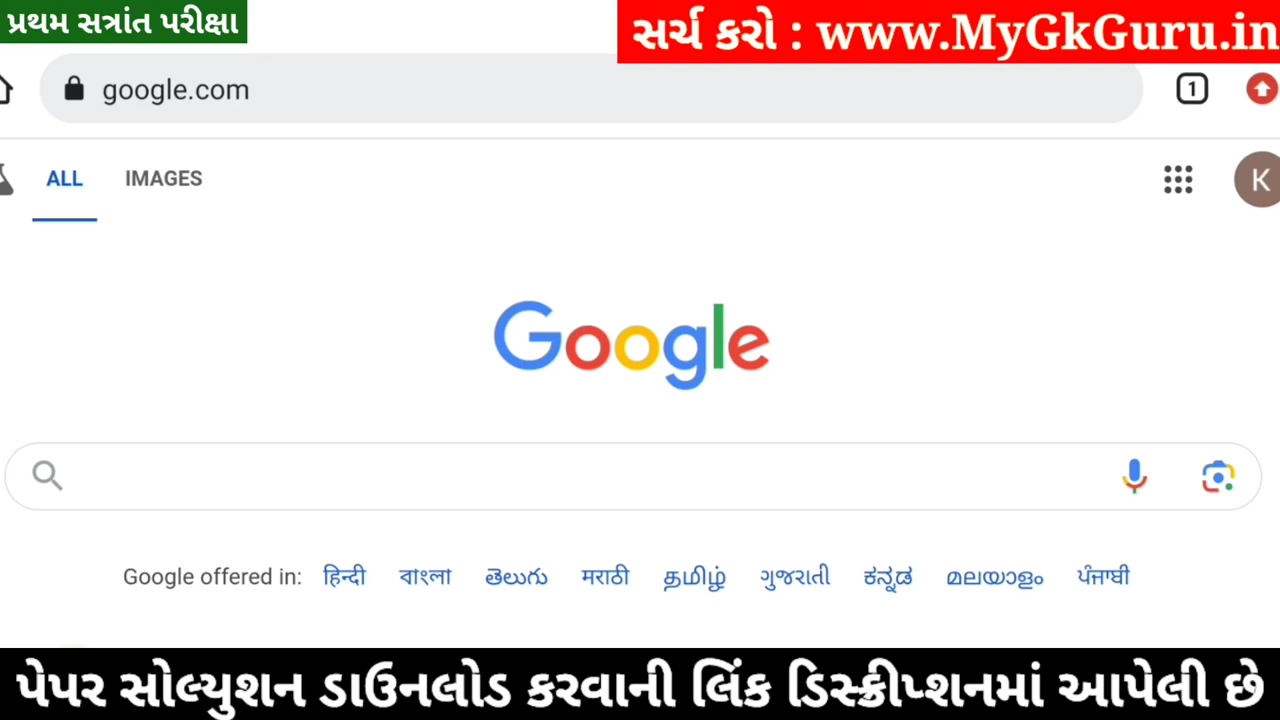 પ્રથમ સત્રાંત પરીક્ષા
સર્ચ કરો : www.MyGkGuru.in
google.com
1
ALL IMAGES
K
Google
Google offered in: हिन्दी বাংলা తెలుగు मराठी தமிழ் ગુજરાતી ಕನ್ನಡ മലയാളം ਪੰਜਾਬੀ
પેપર સોલ્યુશન ડાઉનલોડ કરવાની લિંક ડિસ્ક્રીપ્શનમાં આપેલી છે